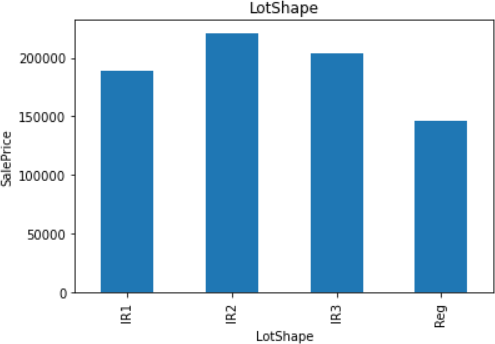 LotShape
SalePrice
200000
150000
100000
50000
0
IR1
IR2
IR3
Reg
LotShape